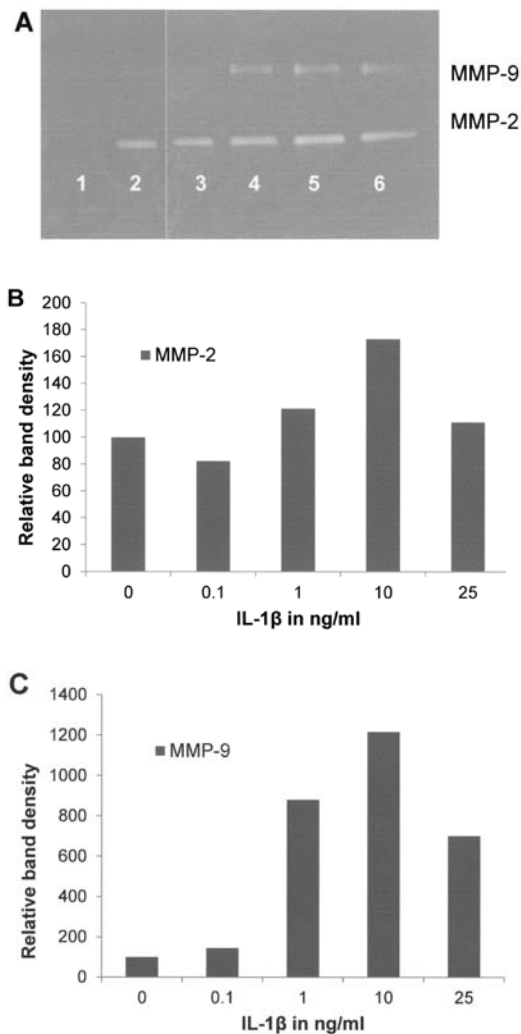 A
MMP-9
MMP-2
1 2 3 4 5 6
B
200
180
160
140
120
100
80
60
40
20
0
Relative band density
MMP-2
0 0.1 1 10 25
IL-1β in ng/ml
C
1400
1200
1000
800
600
400
200
0
Relative band density
MMP-9
0 0.1 1 10 25
IL-1β in ng/ml